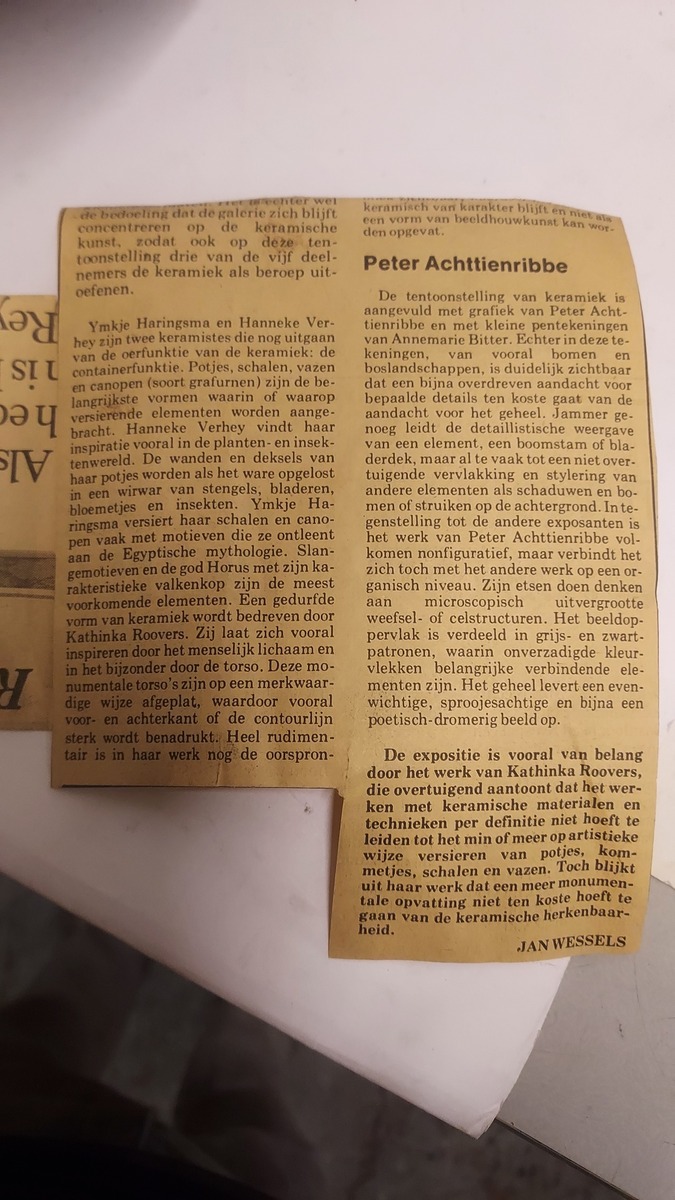 de bedoeling dat de galerie zich blijft
concentreren op de keramische
kunst, zodat ook op deze ten-
toonstelling drie van de vijf deel-
nemers de keramiek als beroep uit-
oefenen.
Ymkje Haringsma en Hanneke Ver-
hey zijn twee keramistes die nog uitgaan
van de oerfunktie van de keramiek: de
containerfunktie. Potjes, schalen, vazen
en canopen (soort grafurnen) zijn de be-
langrijkste vormen waarin of waarop
versierende elementen worden aange-
bracht. Hanneke Verhey vindt haar
inspiratie vooral in de planten- en insek-
tenwereld. De wanden en deksels van
haar potjes worden als het ware opgelost
in een wirwar van stengels, bladeren,
bloemetjes en insekten. Ymkje Ha-
ringsma versiert haar schalen en cano-
pen vaak met motieven die ze ontleent
aan de Egyptische mythologie. Slan-
gemotieven en de god Horus met zijn ka-
rakteristieke valkenkop zijn de meest
voorkomende elementen. Een gedurfde
vorm van keramiek wordt bedreven door
Kathinka Roovers. Zij laat zich vooral
inspireren door het menselijk lichaam en
in het bijzonder door de torso. Deze mo-
numentale torso's zijn op een merkwaar-
dige wijze afgeplat, waardoor vooral
voor- en achterkant of de contourlijn
sterk wordt benadrukt. Heel rudimen-
tair is in haar werk nog de oorspron-
keramisch van karakter blijft en niet als
een vorm van beeldhouwkunst kan wor-
den opgevat.
Peter Achttienribbe
De tentoonstelling van keramiek is
aangevuld met grafiek van Peter Acht-
tienribbe en met kleine pentekeningen
van Annemarie Bitter. Echter in deze te-
keningen, van vooral bomen en
boslandschappen, is duidelijk zichtbaar
dat een bijna overdreven aandacht voor
bepaalde details ten koste gaat van de
aandacht voor het geheel. Jammer ge-
noeg leidt de detaillistische weergave
van een element, een boomstam of bla-
derdek, maar al te vaak tot een niet over-
tuigende vervlakking en stylering van
andere elementen als schaduwen en bo-
men of struiken op de achtergrond. In te-
genstelling tot de andere exposanten is
het werk van Peter Achttienribbe vol-
komen nonfiguratief, maar verbindt het
zich toch met het andere werk op een or-
ganisch niveau. Zijn etsen doen denken
aan microscopisch uitvergrootte
weefsel- of celstructuren. Het beeldop-
pervlak is verdeeld in grijs- en zwart-
patronen, waarin onverzadigde kleur-
vlekken belangrijke verbindende ele-
menten zijn. Het geheel levert een even-
wichtige, sproojesachtige en bijna een
poetisch-dromerig beeld op.
De expositie is vooral van belang
door het werk van Kathinka Roovers,
die overtuigend aantoont dat het wer-
ken met keramische materialen en
technieken per definitie niet hoeft te
leiden tot het min of meer op artistieke
wijze versieren van potjes, kom-
metjes, schalen en vazen. Toch blijkt
uit haar werk dat een meer monumen-
tale opvatting niet ten koste hoeft te
gaan van de keramische herkenbaar-
heid.
JAN WESSELS